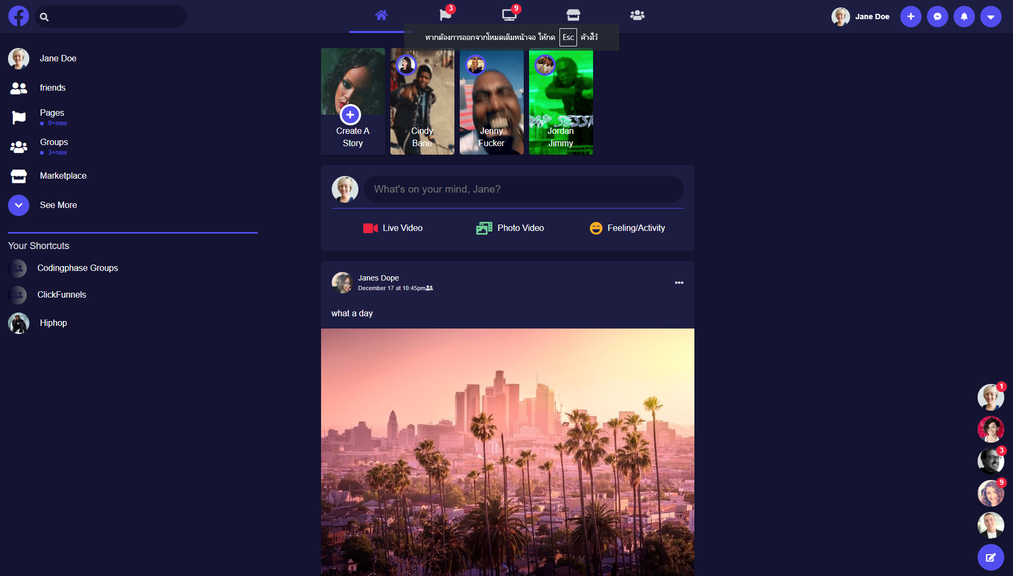 3
9
Jane Doe
หากต้องการออกจากโหมดเต็มหน้าจอ ให้กด Esc ค้างไว้
Jane Doe
friends
Pages
9+new
Groups
3+new
Marketplace
See More
Your Shortcuts
Codingphase Groups
ClickFunnels
Hiphop
Create A
Story
Cindy
Bane
Jenny
Fucker
Jordan
Jimmy
What's on your mind, Jane?
Live Video
Photo Video
Feeling/Activity
Janes Dope
December 17 at 10:45pm
what a day
1
3
9